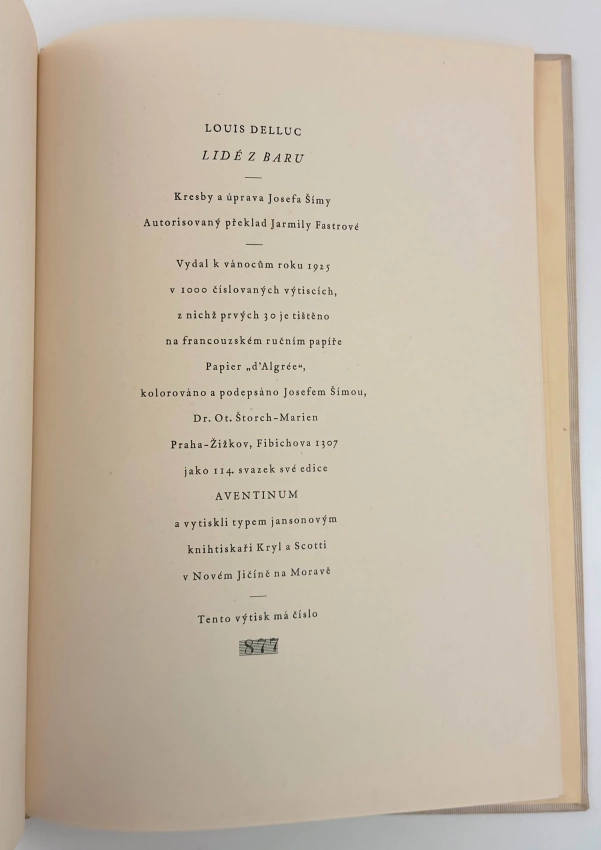 LOUIS DELLUC
LIDÉ Z BARU
Kresby a úprava Josefa Šímy
Autorisovaný překlad Jarmily Fastrové
Vydal k vánocům roku 1925
v 1000 číslovaných výtiscích,
z nichž prvých 30 je tištěno
na francouzském ručním papíře
Papier „d'Algrée“,
kolorováno a podepsáno Josefem Šímou,
Dr. Ot. Štorch-Marien
Praha-Žižkov, Fibichova 1307
jako 114. svazek své edice
AVENTINUM
a vytiskli typem jansonovým
knihtiskaři Kryl a Scotti
v Novém Jičíně na Moravě
Tento výtisk má číslo
877